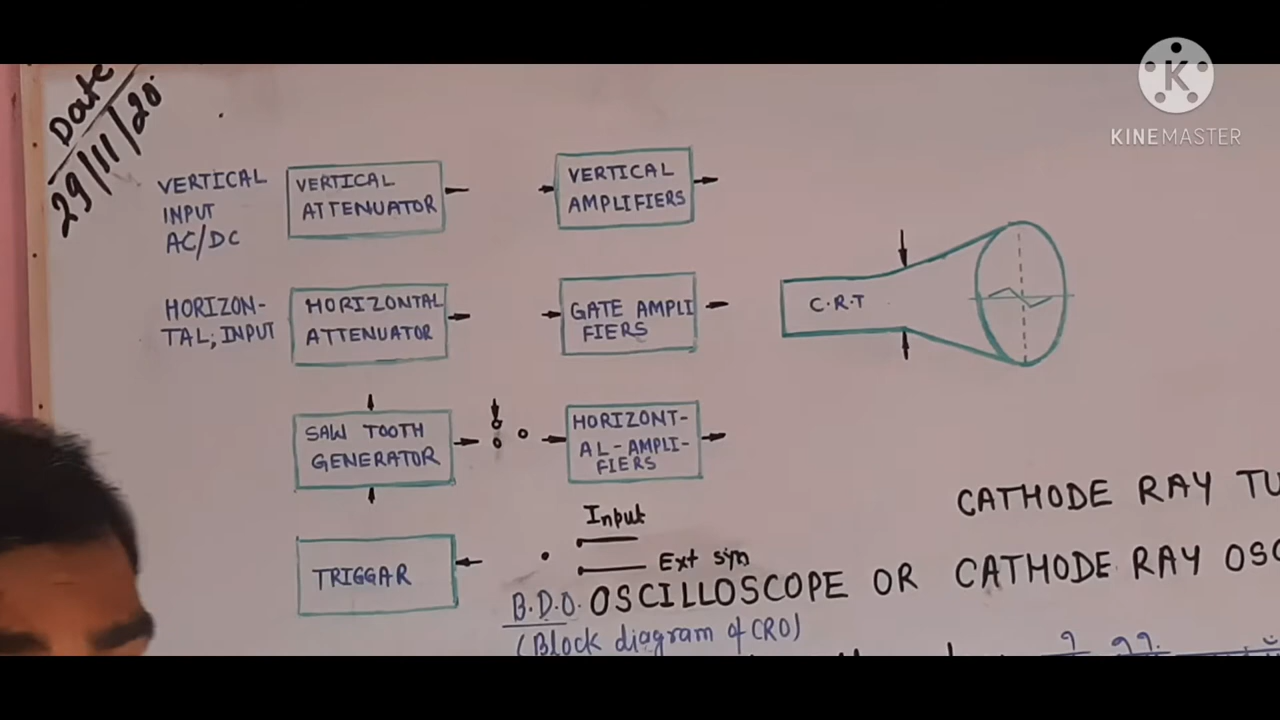 Date
29/11/20
KINEMASTER
VERTICAL
INPUT
AC/DC
VERTICAL
ATTENUATOR
VERTICAL
AMPLIFIERS
HORIZON-
TAL; INPUT
HORIZONTAL
ATTENUATOR
GATE AMPLI
FIERS
C.R.T
SAW TOOTH
GENERATOR
HORIZONT-
AL-AMPLI-
FIERS
Input
Ext syn
TRIGGAR
CATHODE RAY TU
B.D.O. OSCILLOSCOPE OR CATHODE RAY OSC
(Block diagram of CRO)